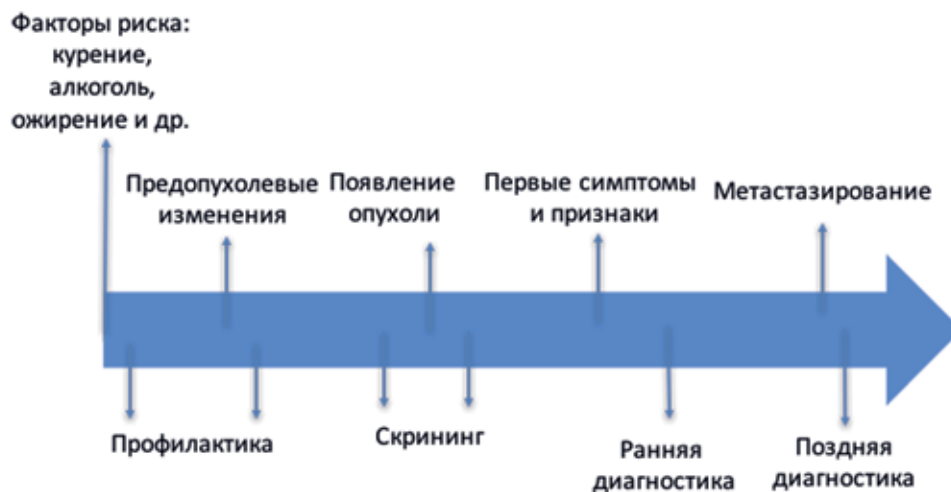 Факторы риска:
курение,
алкоголь,
ожирение и др.
Предопухолевые
изменения
Появление
опухоли
Первые симптомы
и признаки
Метастазирование
Профилактика
Скрининг
Ранняя
диагностика
Поздняя
диагностика